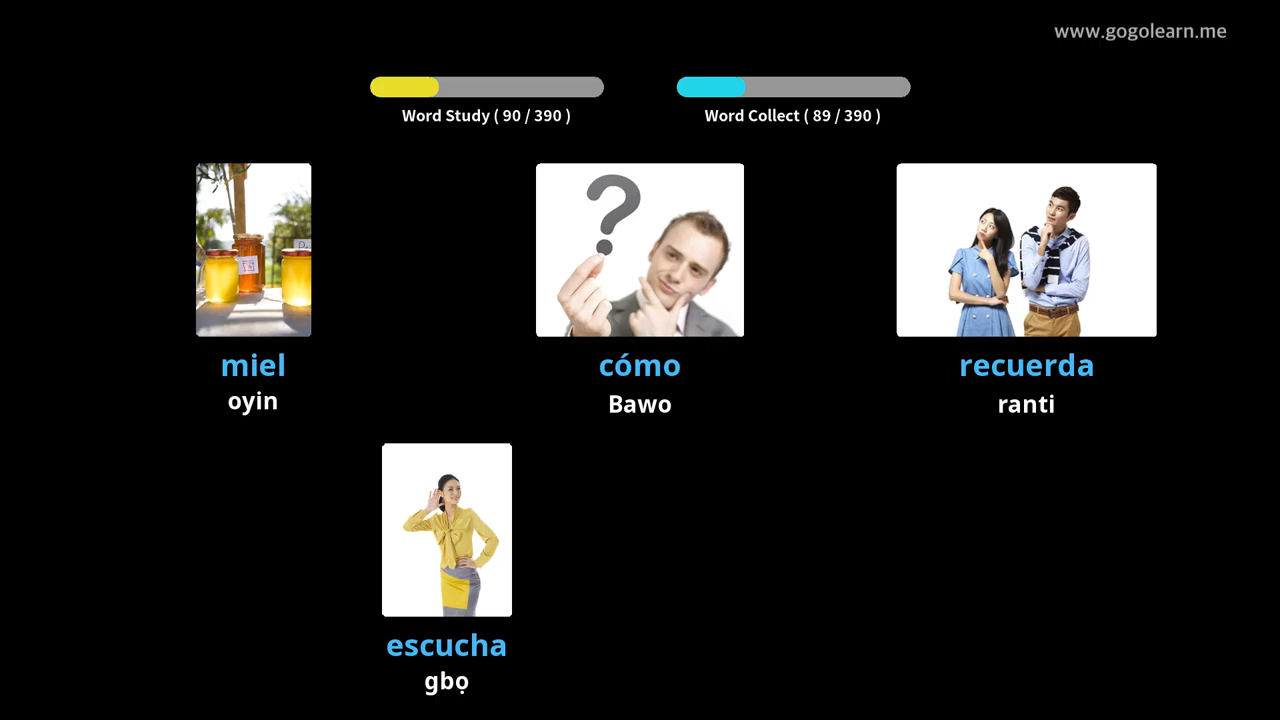 www.gogolearn.me
Word Study ( 90 / 390 )
Word Collect ( 89 / 390 )
miel
oyin
cómo
Bawo
recuerda
ranti
escucha
gbọ